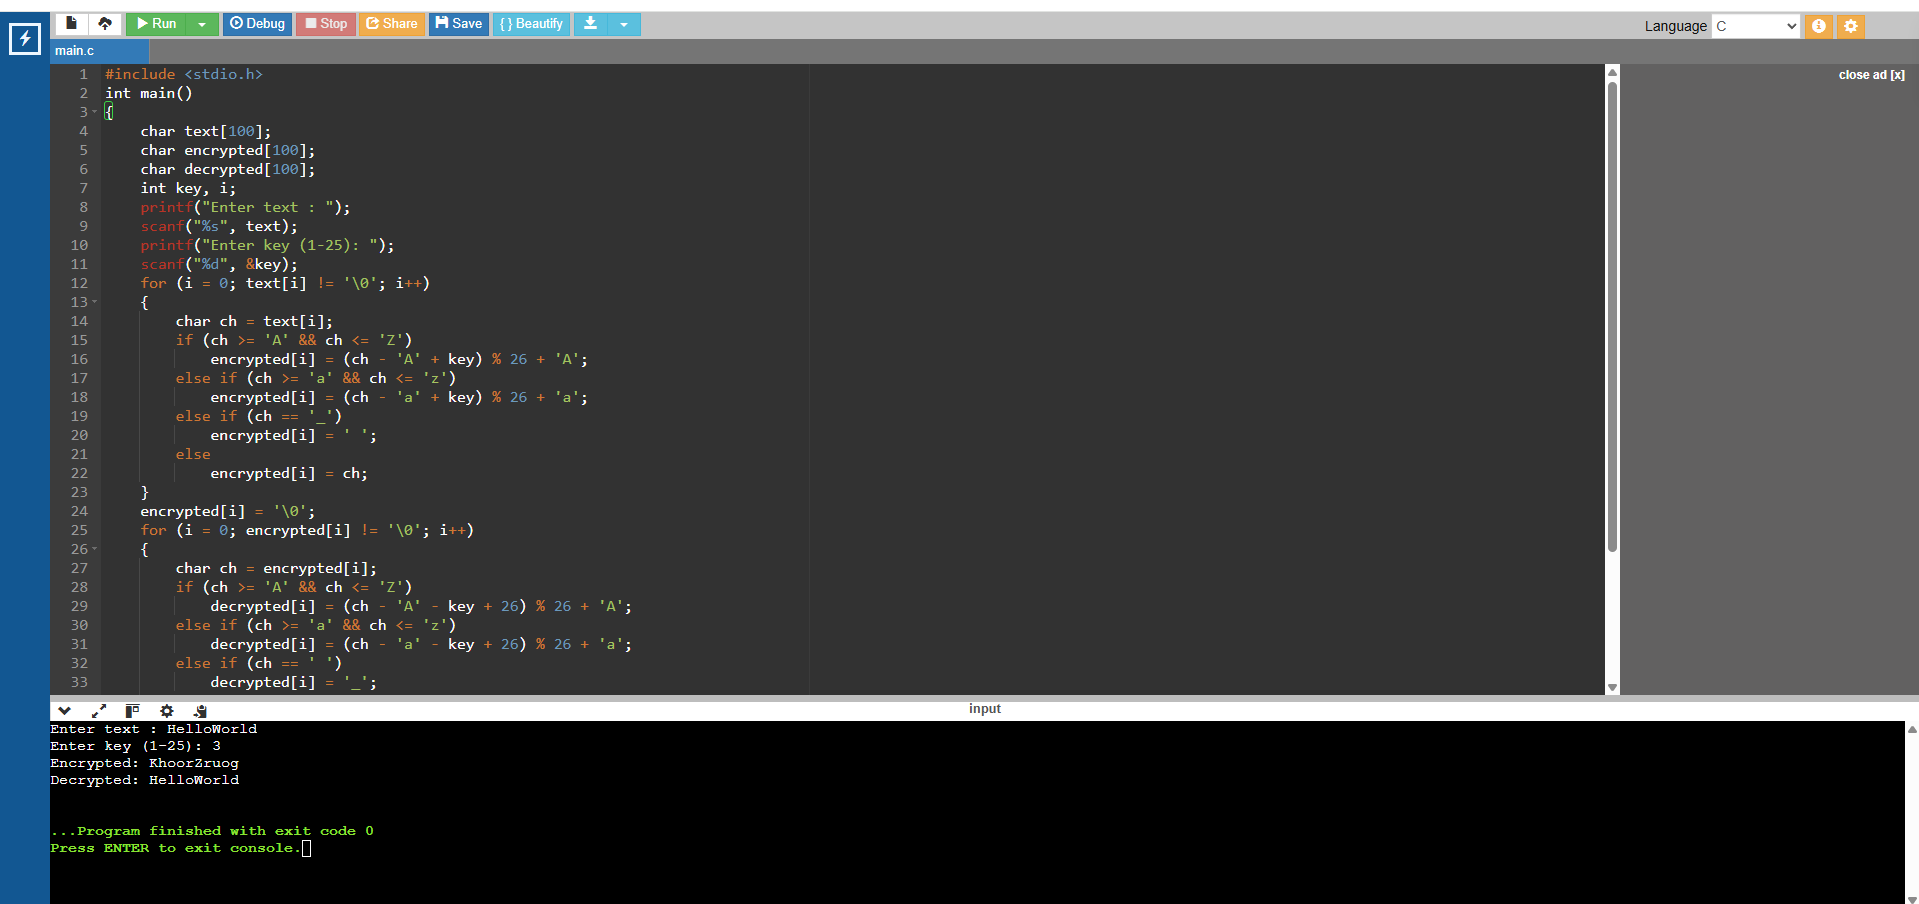 Run Debug Stop Share Save { } Beautify Language C
main.c
close ad [x]
1 #include <stdio.h>
2 int main()
3 {
4 char text[100];
5 char encrypted[100];
6 char decrypted[100];
7 int key, i;
8 printf("Enter text : ");
9 scanf("%s", text);
10 printf("Enter key (1-25): ");
11 scanf("%d", &key);
12 for (i = 0; text[i] != '\0'; i++)
13 {
14 char ch = text[i];
15 if (ch >= 'A' && ch <= 'Z')
16 encrypted[i] = (ch - 'A' + key) % 26 + 'A';
17 else if (ch >= 'a' && ch <= 'z')
18 encrypted[i] = (ch - 'a' + key) % 26 + 'a';
19 else if (ch == '_')
20 encrypted[i] = ' ';
21 else
22 encrypted[i] = ch;
23 }
24 encrypted[i] = '\0';
25 for (i = 0; encrypted[i] != '\0'; i++)
26 {
27 char ch = encrypted[i];
28 if (ch >= 'A' && ch <= 'Z')
29 decrypted[i] = (ch - 'A' - key + 26) % 26 + 'A';
30 else if (ch >= 'a' && ch <= 'z')
31 decrypted[i] = (ch - 'a' - key + 26) % 26 + 'a';
32 else if (ch == ' ')
33 decrypted[i] = '_';
input
Enter text : HelloWorld
Enter key (1-25): 3
Encrypted: KhoorZruog
Decrypted: HelloWorld
...Program finished with exit code 0
Press ENTER to exit console.